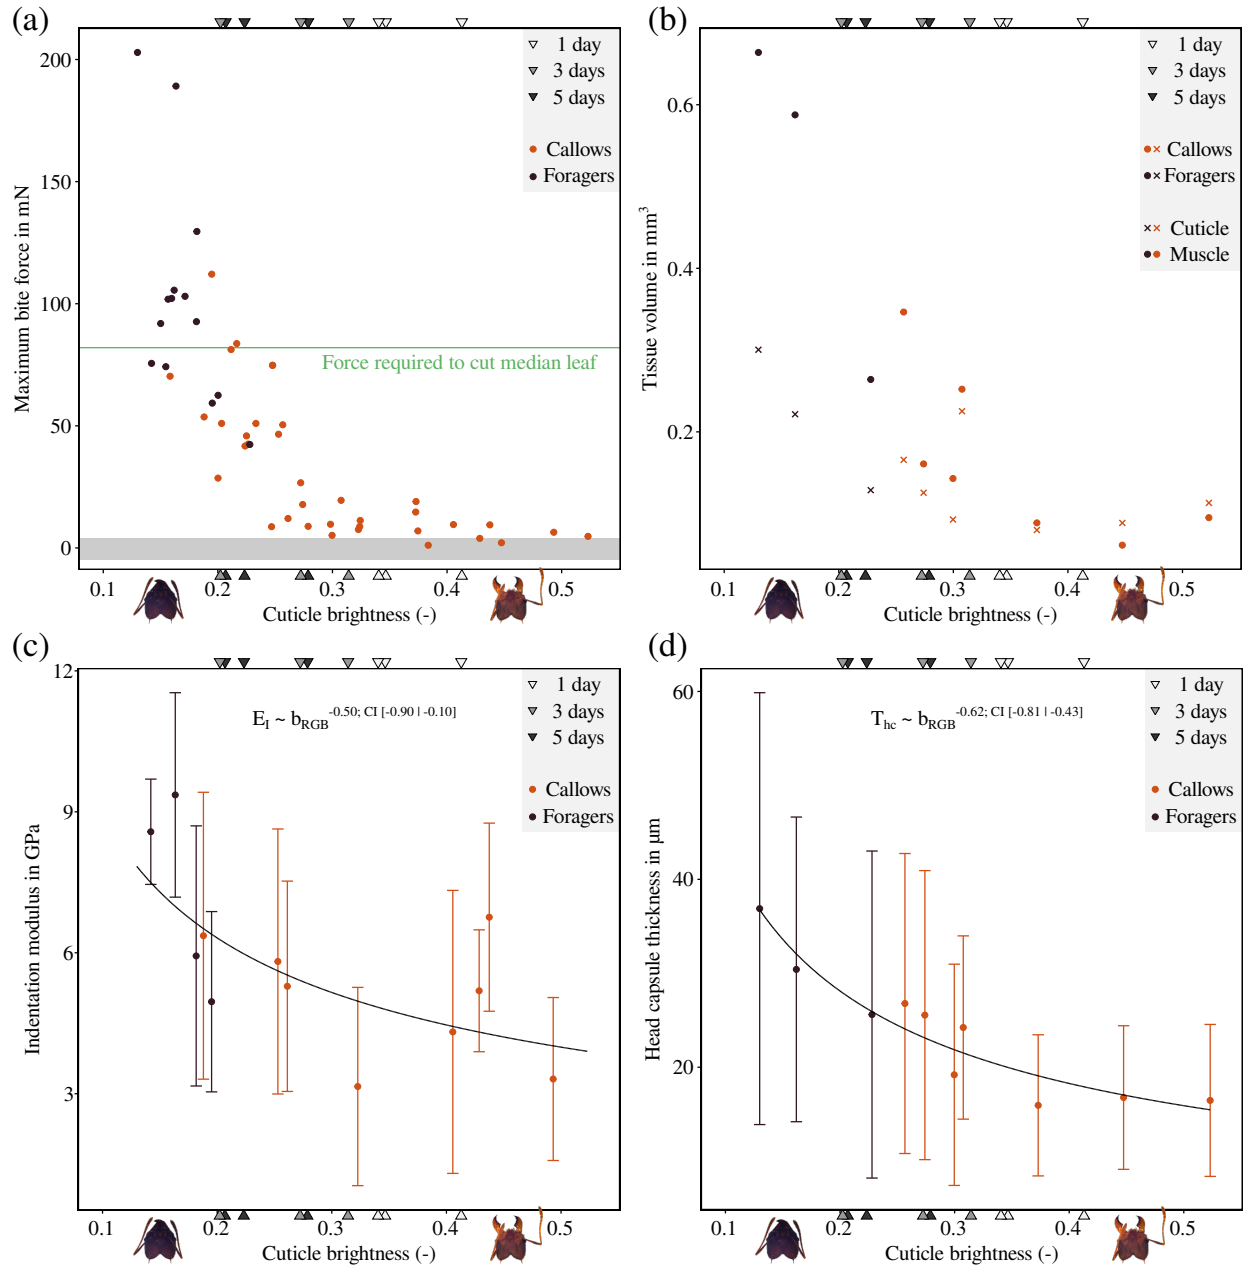 (a)
1 day
3 days
5 days
Callows
Foragers
Force required to cut median leaf
Maximum bite force in mN
200
150
100
50
0
0.1
0.2
0.3
0.4
0.5
Cuticle brightness (-)
(b)
1 day
3 days
5 days
Callows
Foragers
Cuticle
Muscle
Tissue volume in mm³
0.6
0.4
0.2
0.1
0.2
0.3
0.4
0.5
Cuticle brightness (-)
(c)
E_I ~ b_RGB^-0.50; CI [-0.90 | -0.10]
1 day
3 days
5 days
Callows
Foragers
Indentation modulus in GPa
12
9
6
3
0.1
0.2
0.3
0.4
0.5
Cuticle brightness (-)
(d)
T_hc ~ b_RGB^-0.62; CI [-0.81 | -0.43]
1 day
3 days
5 days
Callows
Foragers
Head capsule thickness in µm
60
40
20
0.1
0.2
0.3
0.4
0.5
Cuticle brightness (-)